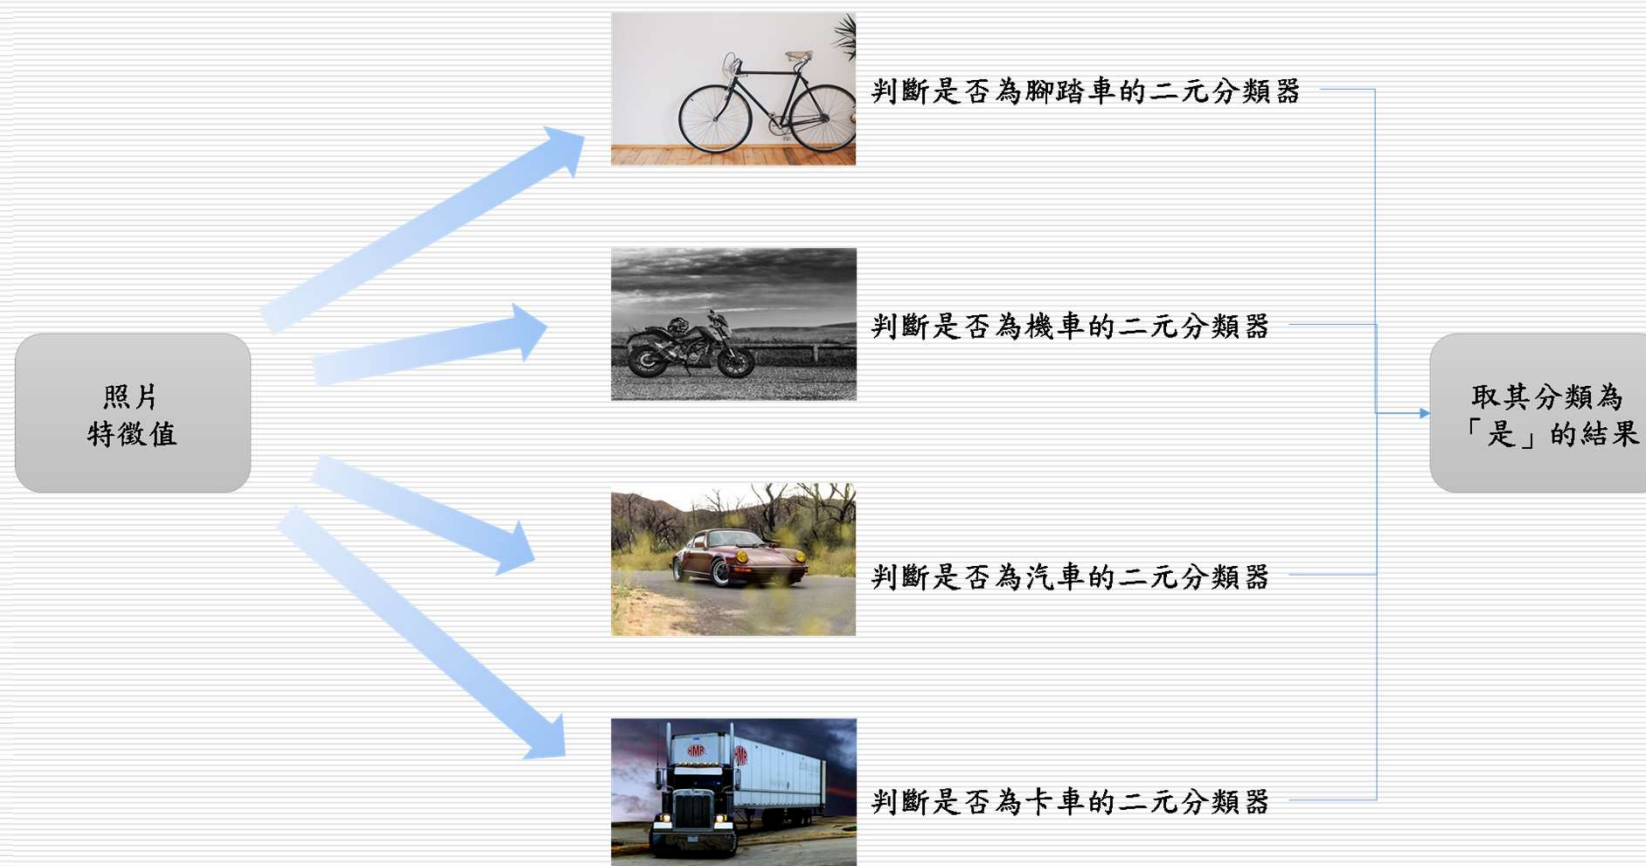 判斷是否為腳踏車的二元分類器
判斷是否為機車的二元分類器
照片
特徵值
取其分類為
「是」的結果
判斷是否為汽車的二元分類器
HMR
HMR
判斷是否為卡車的二元分類器